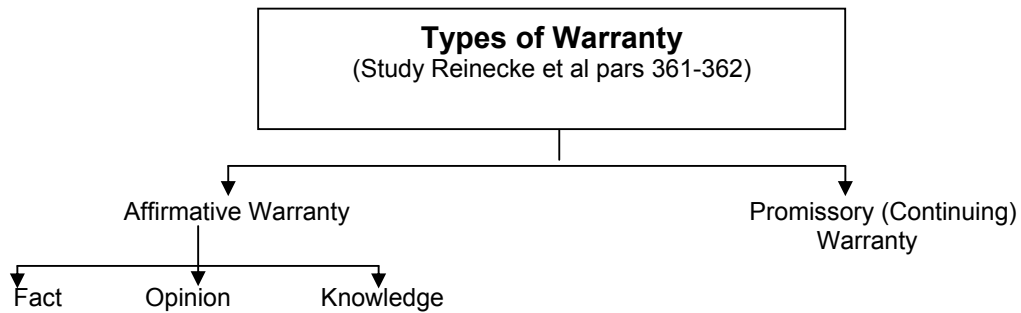 Types of Warranty
(Study Reinecke et al pars 361-362)
Affirmative Warranty
Promissory (Continuing)
Warranty
Fact
Opinion
Knowledge